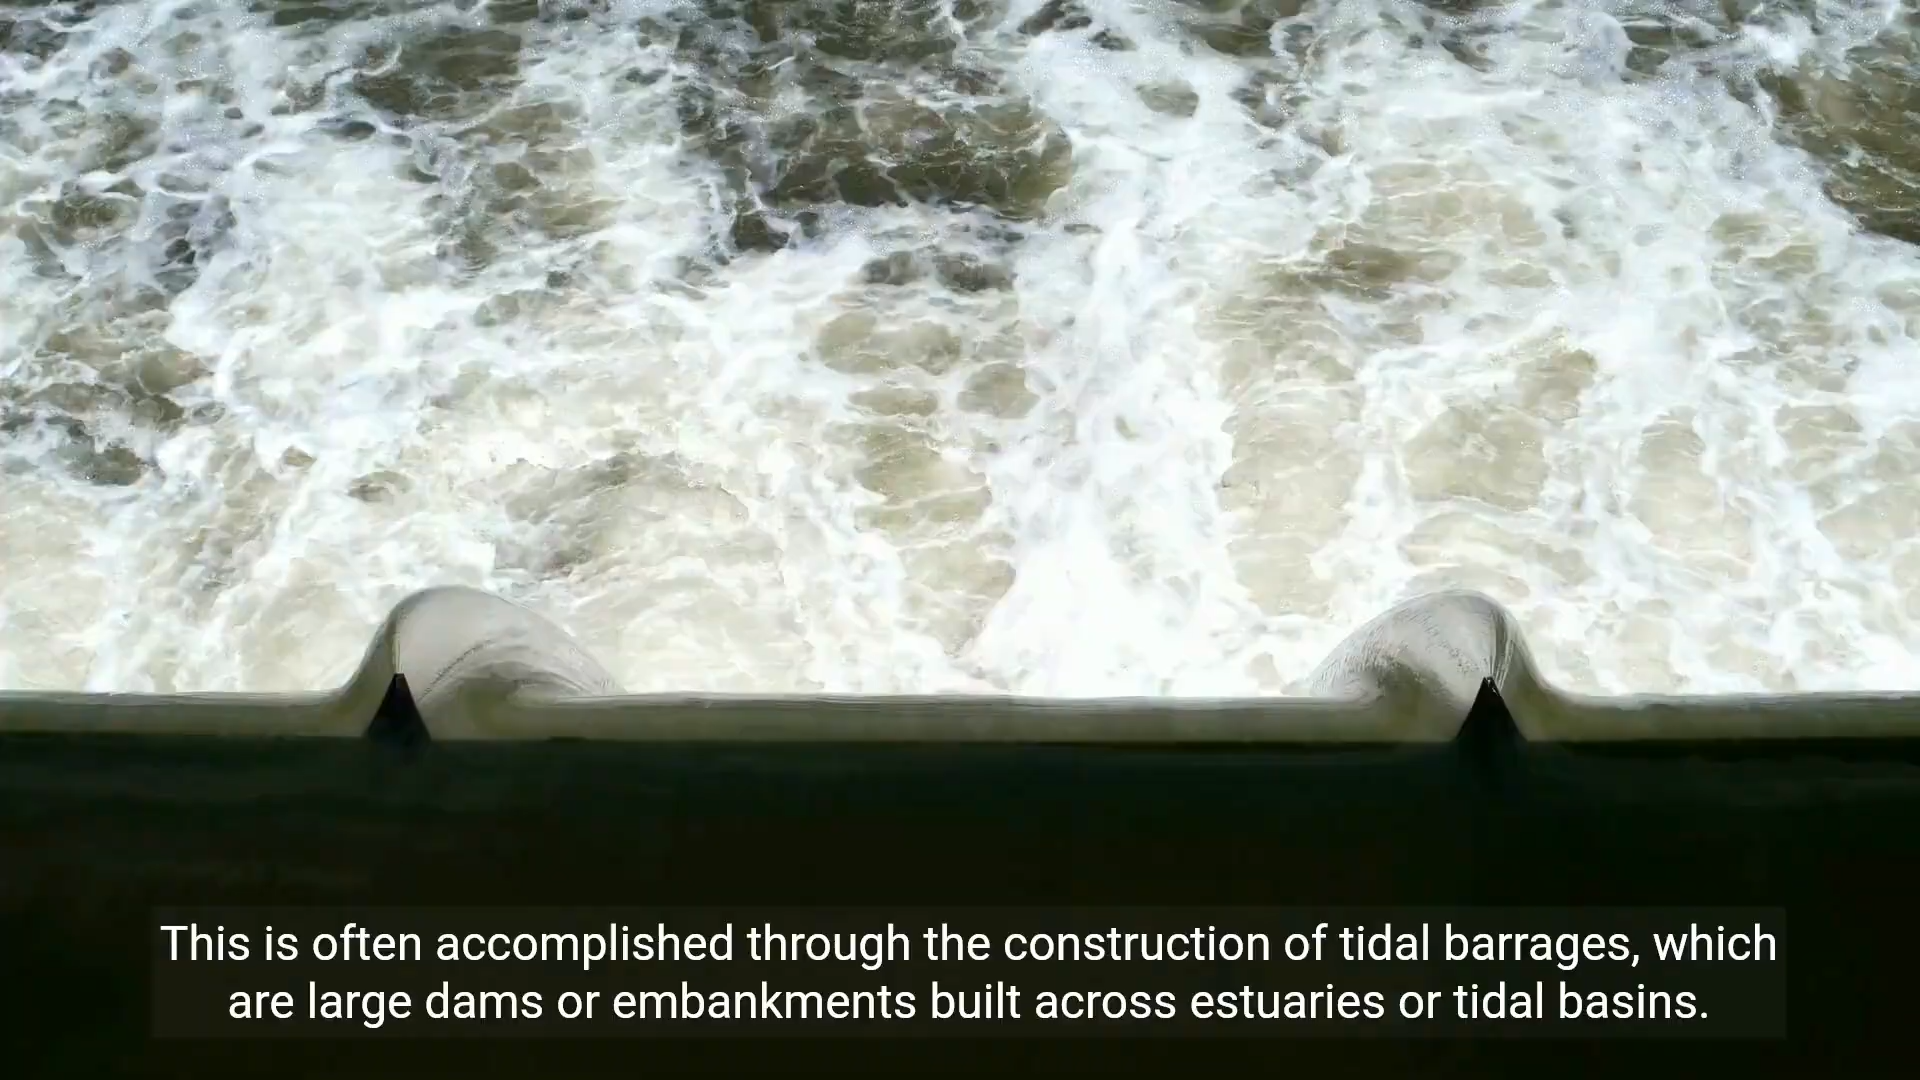 This is often accomplished through the construction of tidal barrages, which
are large dams or embankments built across estuaries or tidal basins.